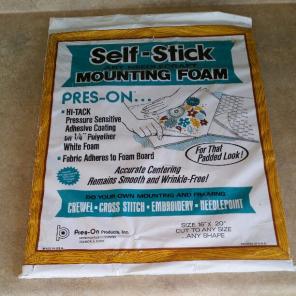 Self-Stick
MOUNTING FOAM
PRES-ON...
• HI-TACK
Pressure Sensitive
Adhesive Coating
on 1/4" Polyether
White Foam
• Fabric Adheres to Foam Board
For That
Padded Look!
Accurate Centering
Remains Smooth and Wrinkle-Free!
DO YOUR OWN MOUNTING AND FRAMING
CREWEL • CROSS STITCH • EMBROIDERY • NEEDLEPOINT
Pres-On Products, Inc.
SIZE 16" X 20"
CUT TO ANY SIZE
...ANY SHAPE